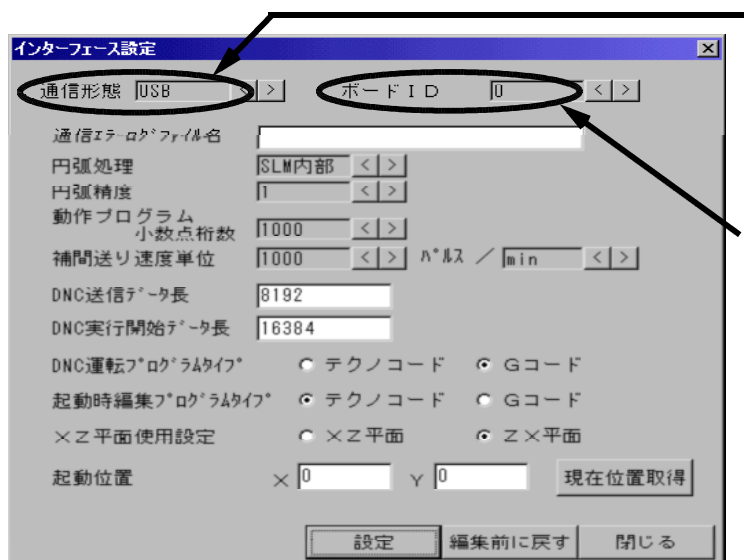 インターフェース設定
通信形態 USB < > ボードID 0 < >
通信エラーログファイル名
円弧処理 SLM内部 < >
円弧精度 1 < >
動作プログラム
小数点桁数 1000 < >
補間送り速度単位 1000 < > パルス / min < >
DNC送信データ長 8192
DNC実行開始データ長 16384
DNC運転プログラムタイプ テクノコード Gコード
起動時編集プログラムタイプ テクノコード Gコード
XZ平面使用設定 XZ平面 ZX平面
起動位置 X 0 Y 0 現在位置取得
設定 編集前に戻す 閉じる